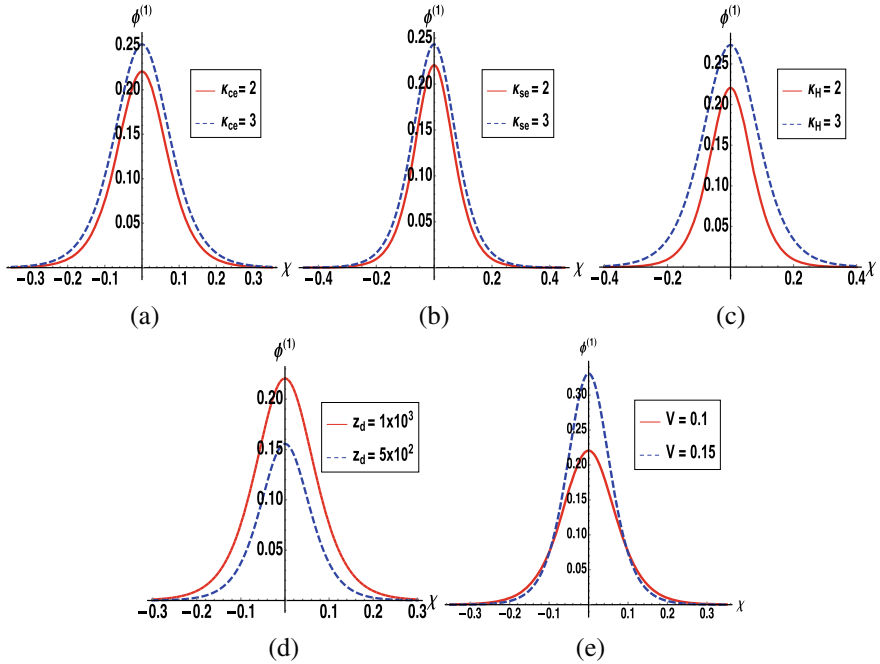 ϕ(1)
0.25
0.20
0.15
0.10
0.05
−0.3 −0.2 −0.1 0.1 0.2 0.3 χ
κce = 2
κce = 3
(a)
ϕ(1)
0.25
0.20
0.15
0.10
0.05
−0.4 −0.2 0.2 0.4 χ
κse = 2
κse = 3
(b)
ϕ(1)
0.25
0.20
0.15
0.10
0.05
−0.4 −0.2 0.2 0.4 χ
κH = 2
κH = 3
(c)
ϕ(1)
0.20
0.15
0.10
0.05
−0.3 −0.2 −0.1 0.1 0.2 0.3 χ
zd = 1x10³
zd = 5x10²
(d)
ϕ(1)
0.30
0.25
0.20
0.15
0.10
0.05
−0.3 −0.2 −0.1 0.1 0.2 0.3 χ
V = 0.1
V = 0.15
(e)